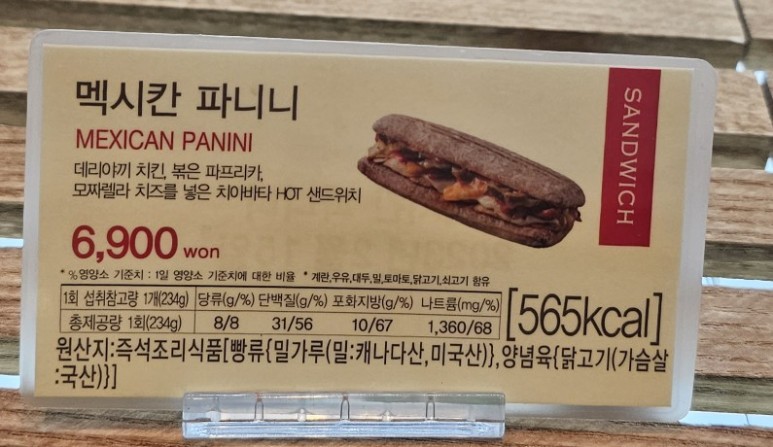 멕시칸 파니니
MEXICAN PANINI
데리야끼 치킨, 볶은 파프리카,
모짜렐라 치즈를 넣은 치아바타 HOT 샌드위치
SANDWICH
6,900 won
* %영양소 기준치 : 1일 영양소 기준치에 대한 비율 * 계란,우유,대두,밀,토마토,닭고기,쇠고기 함유
1회 섭취참고량 1개(234g) 당류(g/%) 단백질(g/%) 포화지방(g/%) 나트륨(mg/%)
총제공량 1회(234g) 8/8 31/56 10/67 1,360/68
[565kcal]
원산지:즉석조리식품[빵류{밀가루(밀:캐나다산,미국산)},양념육{닭고기(가슴살
:국산)}]